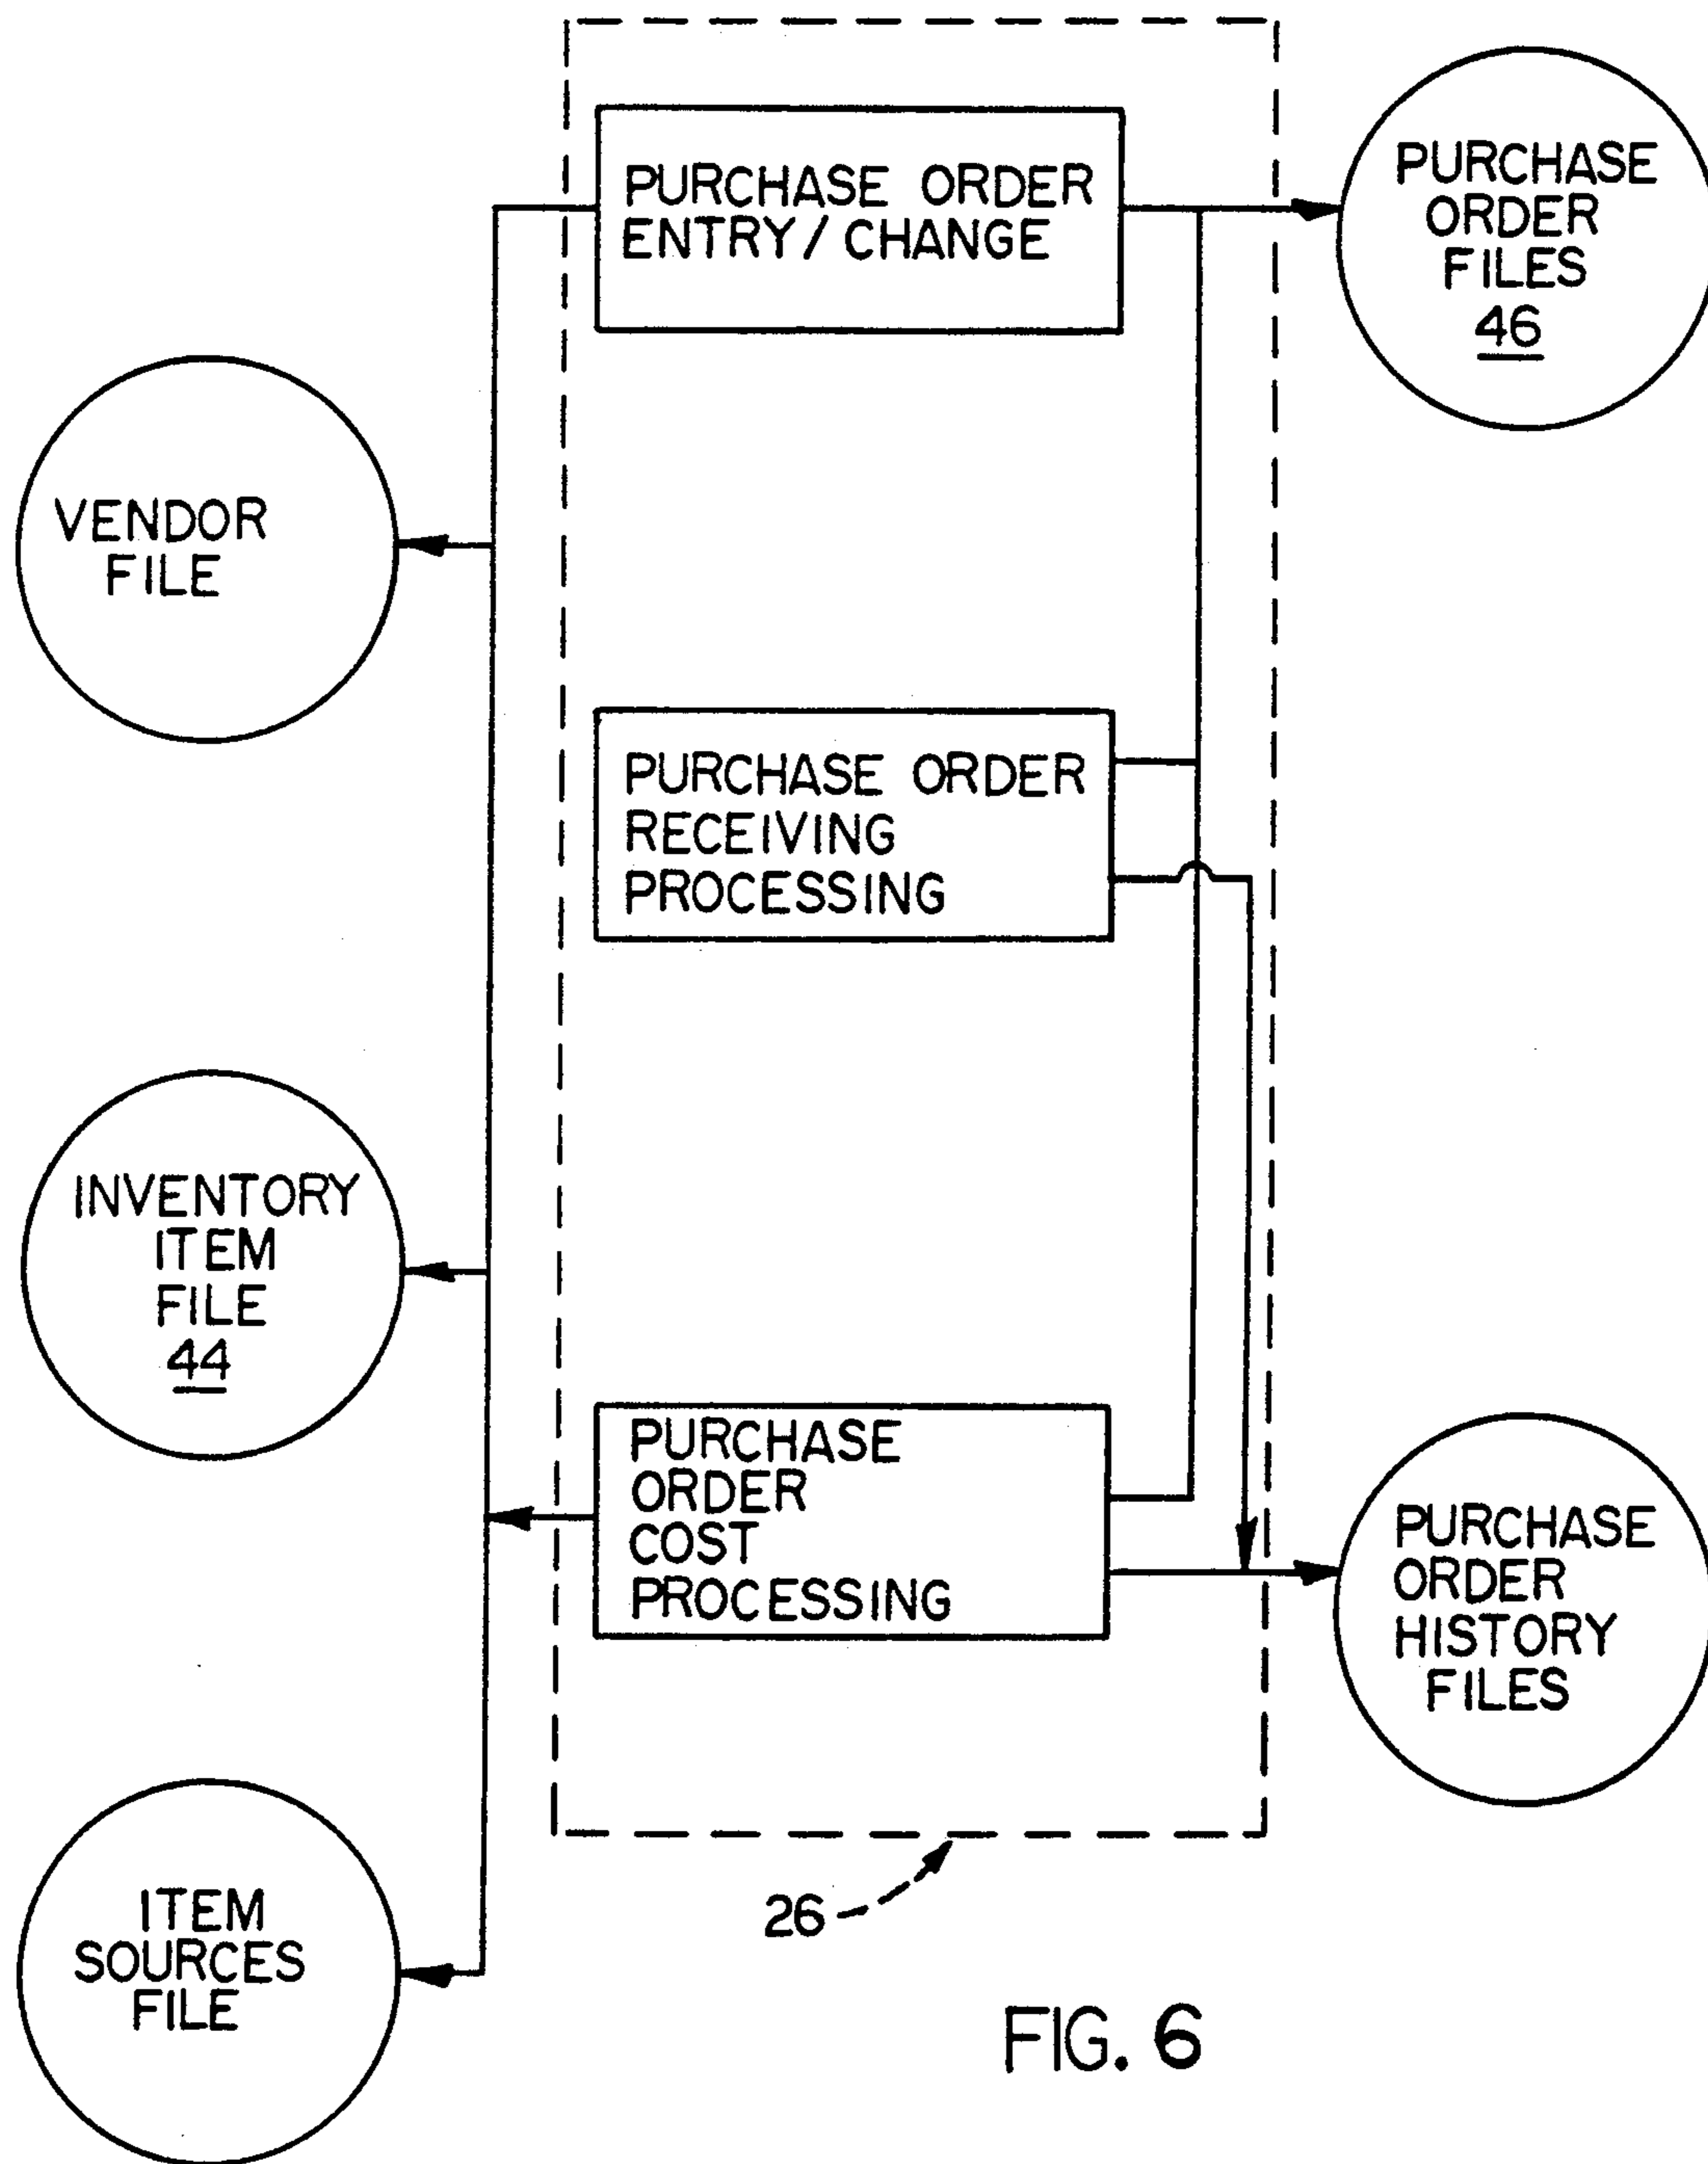 PURCHASE ORDER
ENTRY/CHANGE
PURCHASE
ORDER
FILES
46
VENDOR
FILE
PURCHASE ORDER
RECEIVING
PROCESSING
INVENTORY
ITEM
FILE
44
PURCHASE
ORDER
COST
PROCESSING
PURCHASE
ORDER
HISTORY
FILES
26
ITEM
SOURCES
FILE
FIG. 6